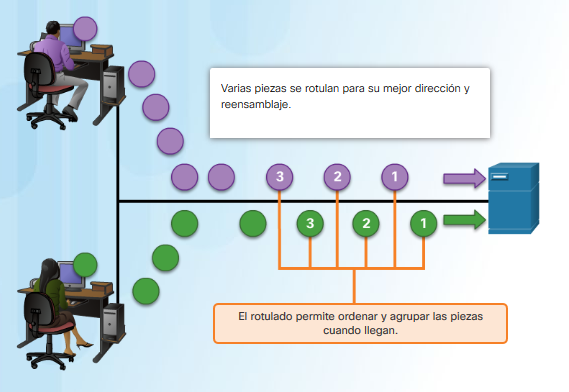 Varias piezas se rotulan para su mejor dirección y
reensamblaje.
3 2 1
3 2 1
El rotulado permite ordenar y agrupar las piezas
cuando llegan.